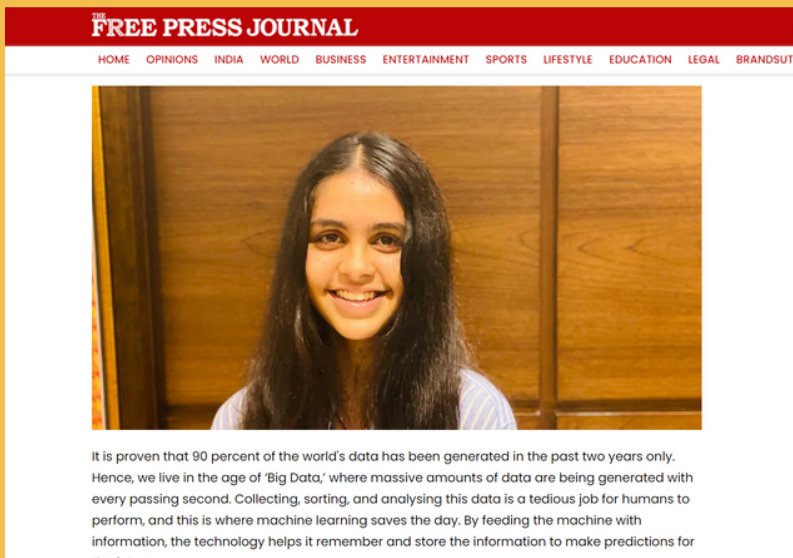 THE
FREE PRESS JOURNAL
HOME OPINIONS INDIA WORLD BUSINESS ENTERTAINMENT SPORTS LIFESTYLE EDUCATION LEGAL BRANDSUT
It is proven that 90 percent of the world's data has been generated in the past two years only.
Hence, we live in the age of ‘Big Data,’ where massive amounts of data are being generated with
every passing second. Collecting, sorting, and analysing this data is a tedious job for humans to
perform, and this is where machine learning saves the day. By feeding the machine with
information, the technology helps it remember and store the information to make predictions for